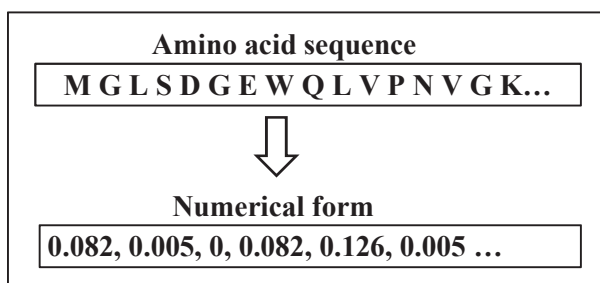 Amino acid sequence
M G L S D G E W Q L V P N V G K…
Numerical form
0.082, 0.005, 0, 0.082, 0.126, 0.005 …